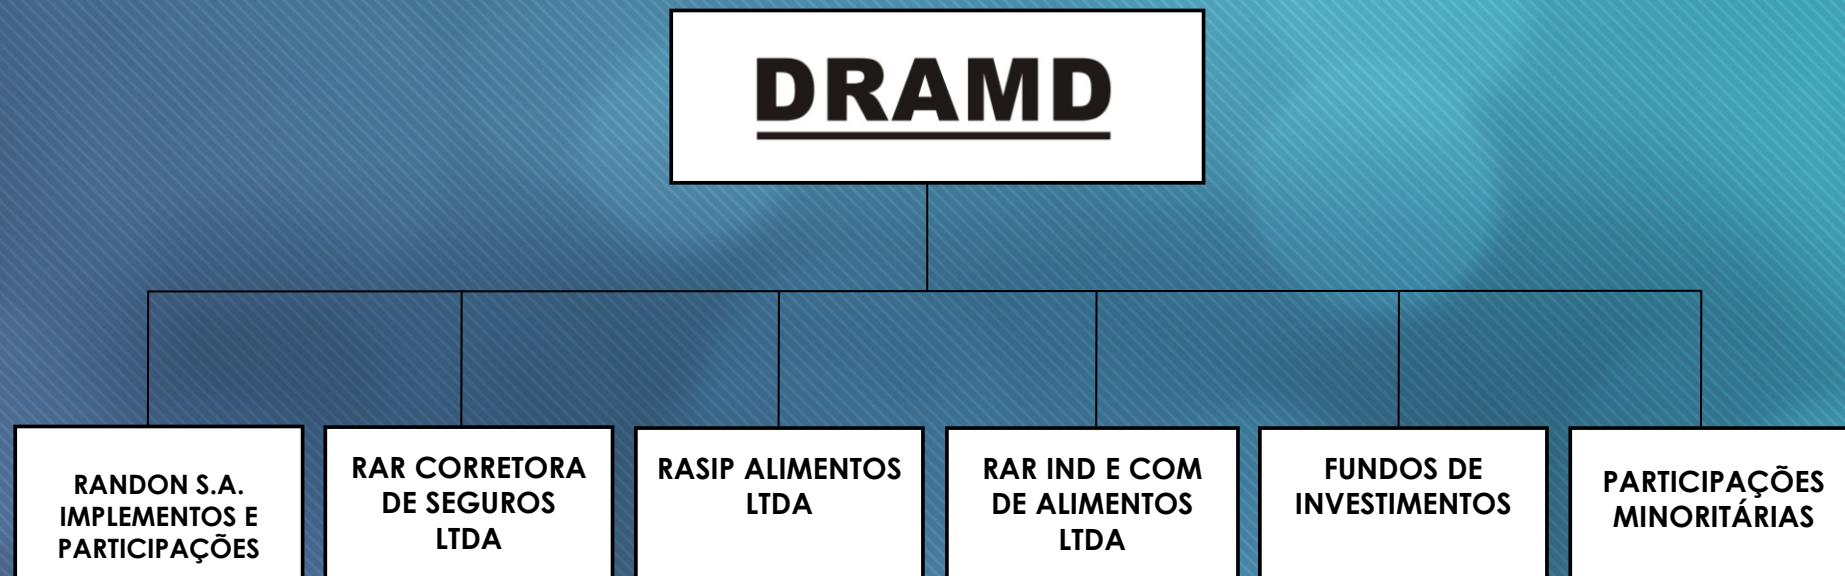 DRAMD
RANDON S.A.
IMPLEMENTOS E
PARTICIPAÇÕES
RAR CORRETORA
DE SEGUROS
LTDA
RASIP ALIMENTOS
LTDA
RAR IND E COM
DE ALIMENTOS
LTDA
FUNDOS DE
INVESTIMENTOS
PARTICIPAÇÕES
MINORITÁRIAS